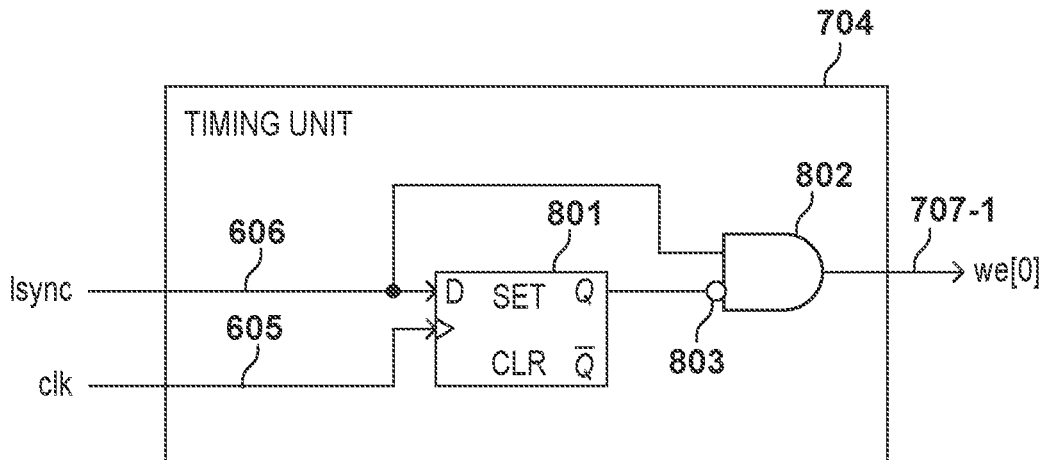 704
TIMING UNIT
802
801
707-1
606
lsync
D SET Q
we[0]
605
803
CLR Q̅
clk